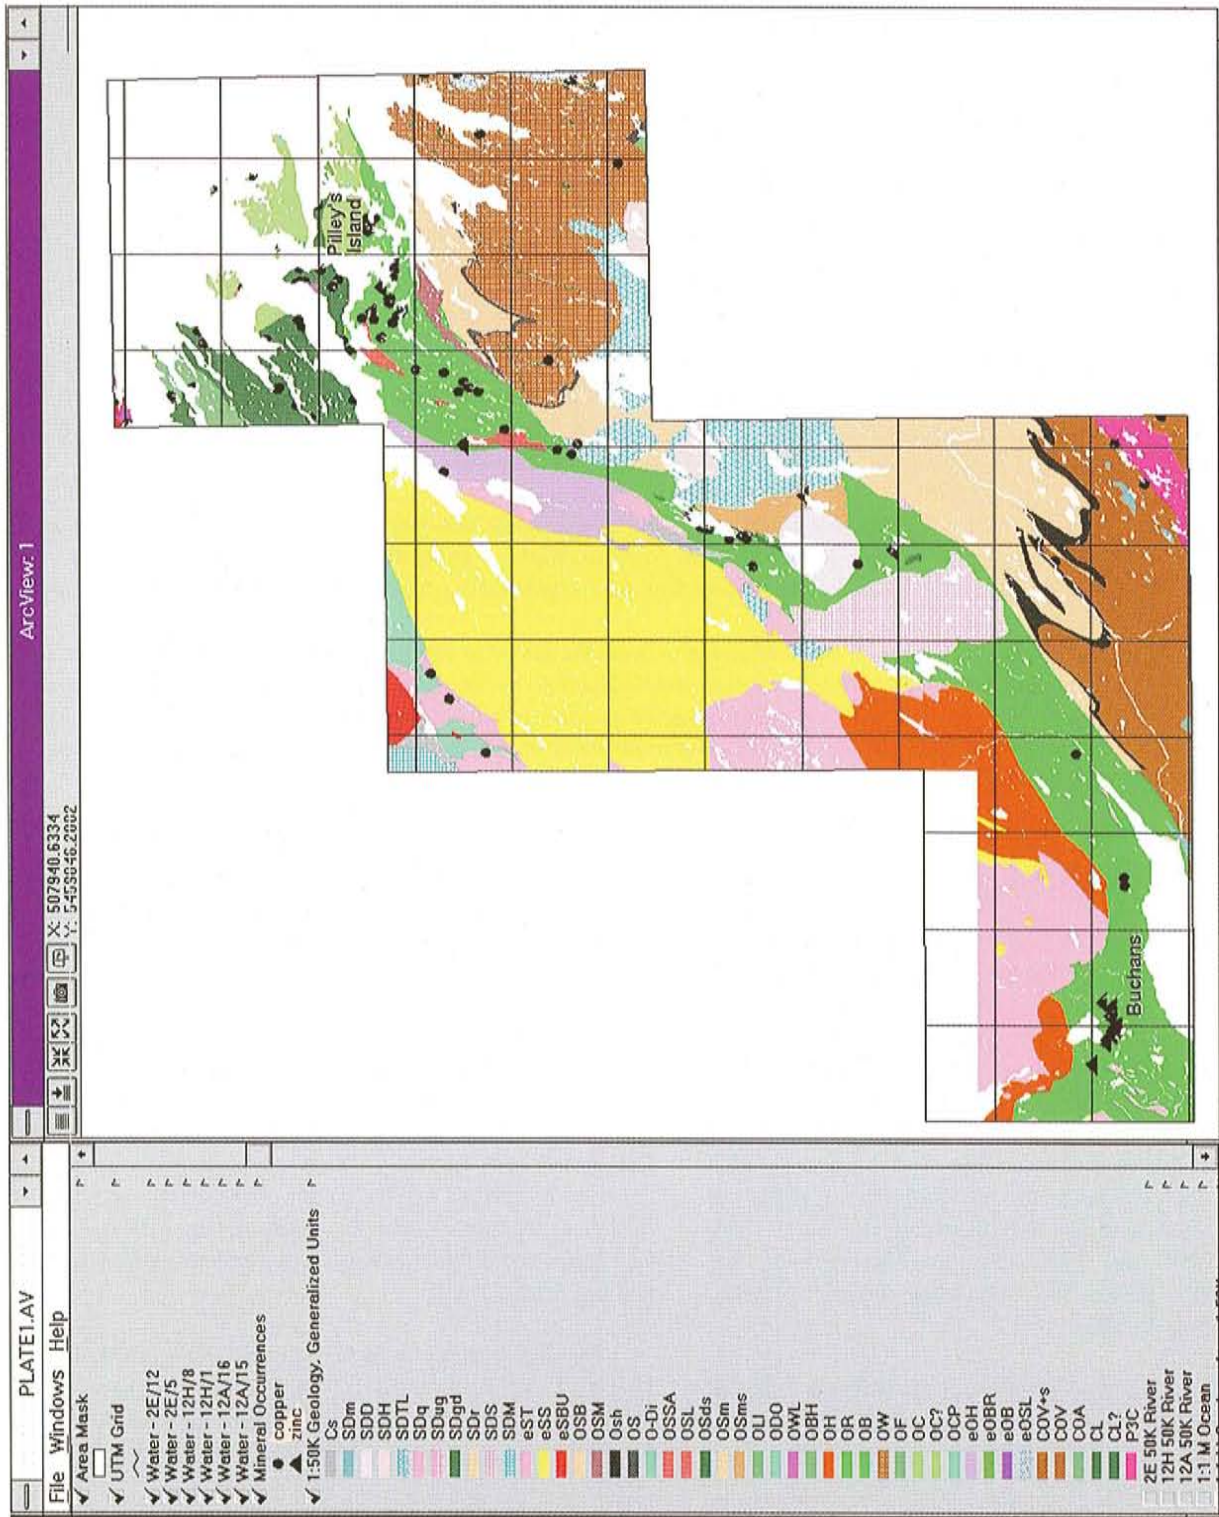 PLATE1.AV
File Windows Help
✓ Area Mask
✓ UTM Grid
✓ Water - 2E/12
✓ Water - 2E/5
✓ Water - 12H/8
✓ Water - 12H/1
✓ Water - 12A/16
✓ Water - 12A/15
✓ Mineral Occurrences
copper
zinc
✓ 1:50K Geology, Generalized Units
Cs
SDm
SDD
SDH
SDTL
SDq
SDug
SDgd
SDr
SDS
SDM
eST
eSS
eSBU
OSB
OSM
Osh
OS
O-Di
OSSA
OSL
OSds
OSm
OSms
OLI
ODO
OWL
OBH
OH
OR
OB
OW
OF
OC
OC?
OCP
eOH
eOBR
eOB
eOSL
COV+s
COV
COA
CL
CL?
P3C
2E 50K River
12H 50K River
12A 50K River
1:1 M Ocean
ArcView: 1
X: 507940.6334
Y: 5453046.2002
Pilley's
Island
Buchans